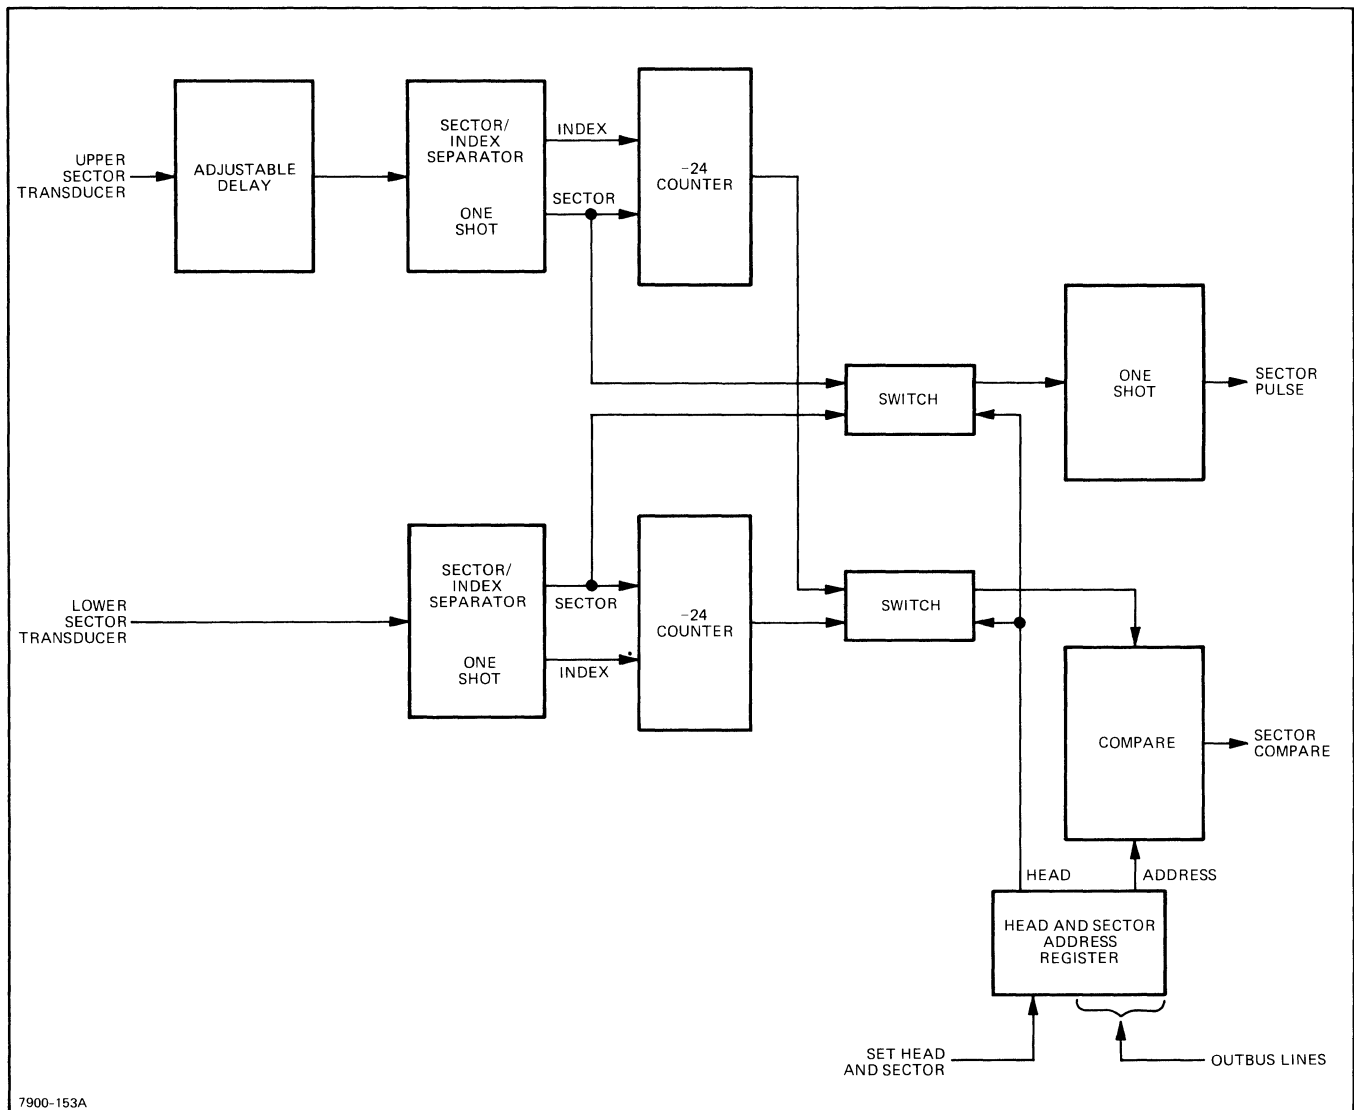 UPPER
SECTOR
TRANSDUCER
ADJUSTABLE
DELAY
SECTOR/
INDEX
SEPARATOR
ONE
SHOT
INDEX
SECTOR
-24
COUNTER
SWITCH
ONE
SHOT
SECTOR
PULSE
LOWER
SECTOR
TRANSDUCER
SECTOR/
INDEX
SEPARATOR
ONE
SHOT
SECTOR
INDEX
-24
COUNTER
SWITCH
COMPARE
SECTOR
COMPARE
HEAD
ADDRESS
HEAD AND SECTOR
ADDRESS
REGISTER
SET HEAD
AND SECTOR
OUTBUS LINES
7900-153A